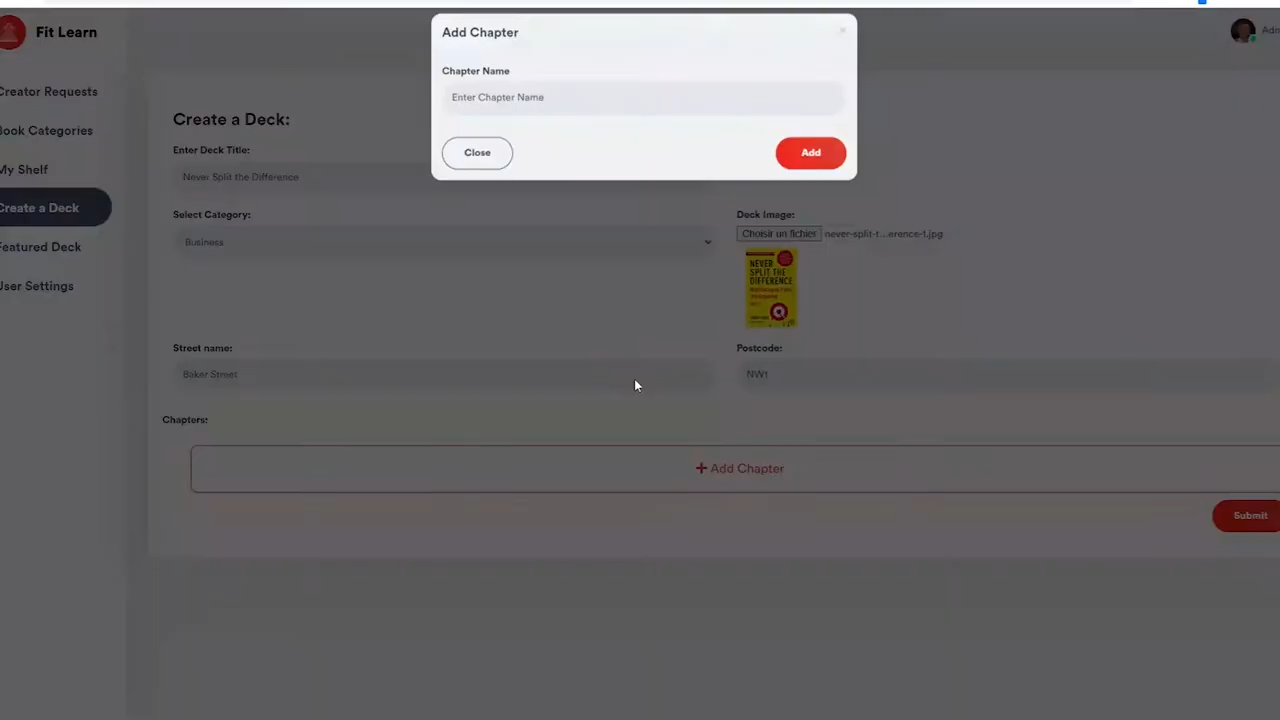 Fit Learn
Creator Requests
Book Categories
My Shelf
Create a Deck
Featured Deck
User Settings
Add Chapter
×
Chapter Name
Enter Chapter Name
Close
Add
Create a Deck:
Enter Deck Title:
Never Split the Difference
Select Category:
Business
Deck Image:
Choisir un fichier never-split-t...erence-1.jpg
NEVER
SPLIT THE
DIFFERENCE
Street name:
Baker Street
Postcode:
NW1
Chapters:
+ Add Chapter
Submit